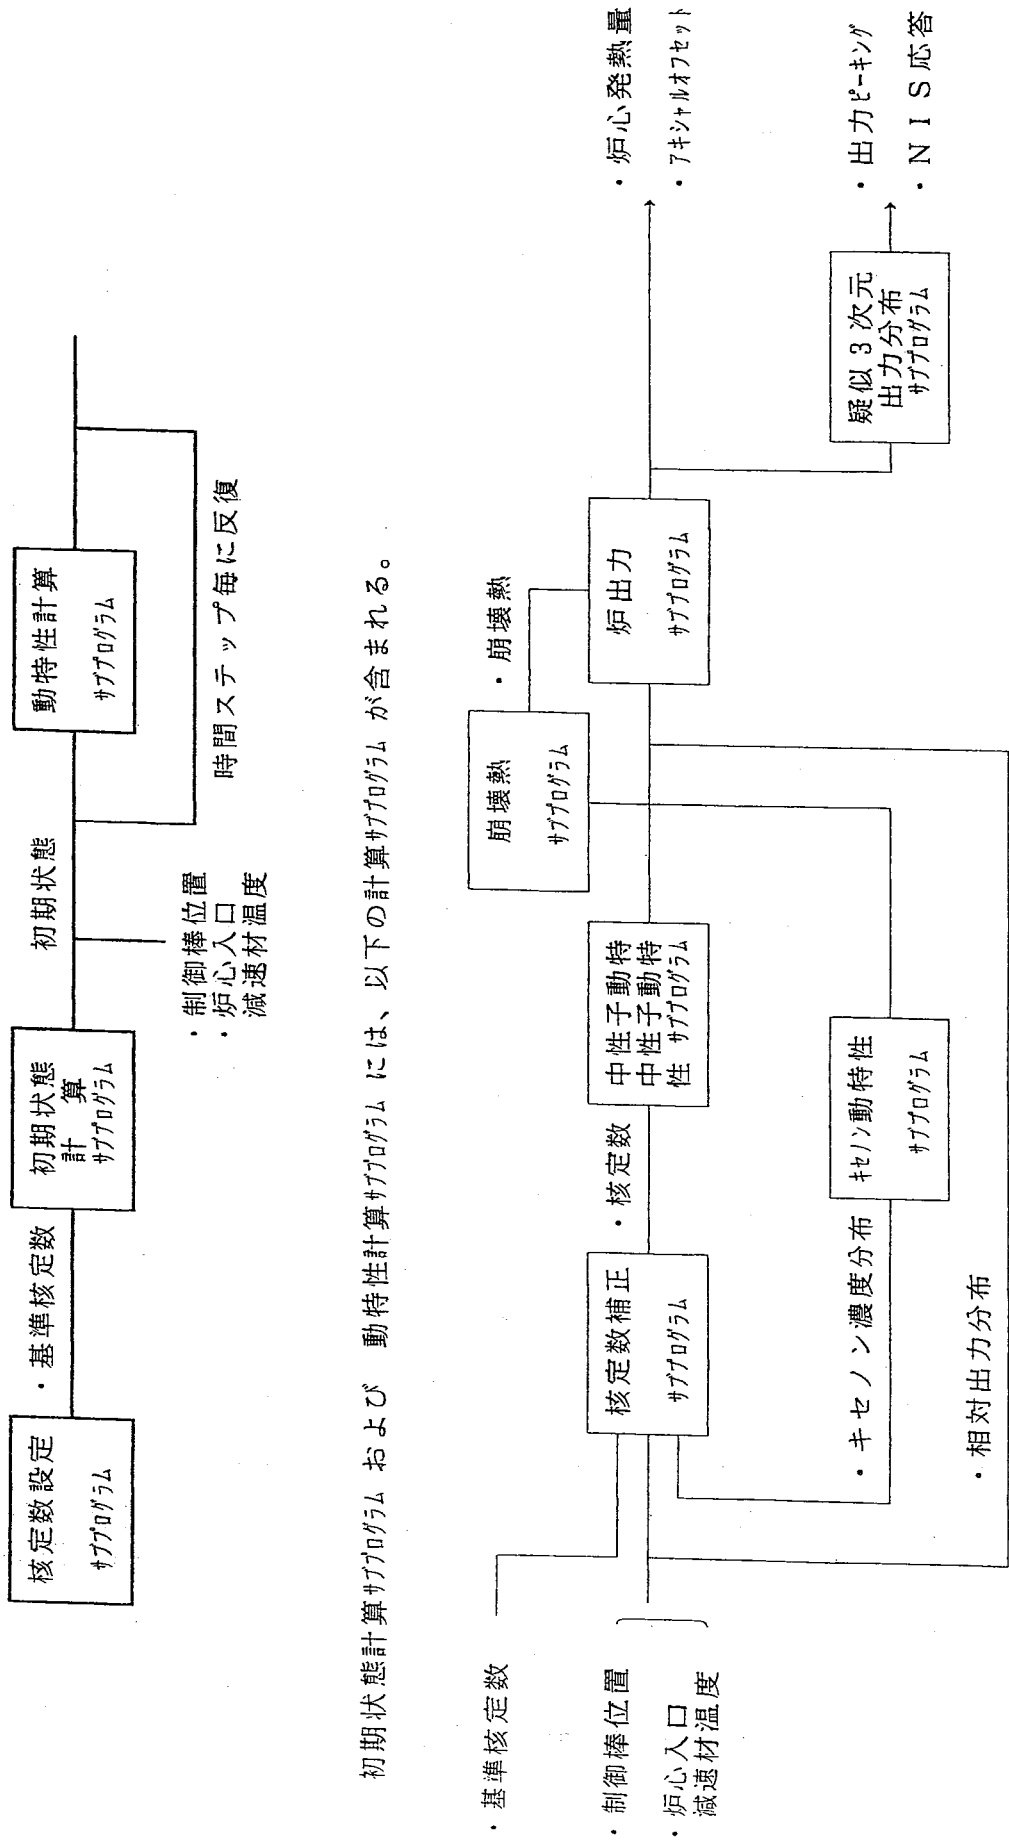 核定数設定
サブプログラム
・基準核定数
初期状態
計 算
サブプログラム
初期状態
・制御棒位置
・炉心入口
減速材温度
動特性計算
サブプログラム
時間ステップ毎に反復
初期状態計算サブプログラム および 動特性計算サブプログラム には、以下の計算サブプログラム が含まれる。
・基準核定数
・制御棒位置
・炉心入口
減速材温度
核定数補正
サブプログラム
・核定数
中性子動特
中性子動特
性 サブプログラム
崩壊熱
サブプログラム
・崩壊熱
炉出力
サブプログラム
・炉心発熱量
・アキシャルオフセット
・キセノン濃度分布
キセノン動特性
サブプログラム
疑似3次元
出力分布
サブプログラム
・出力ピーキング
・NIS応答
・相対出力分布